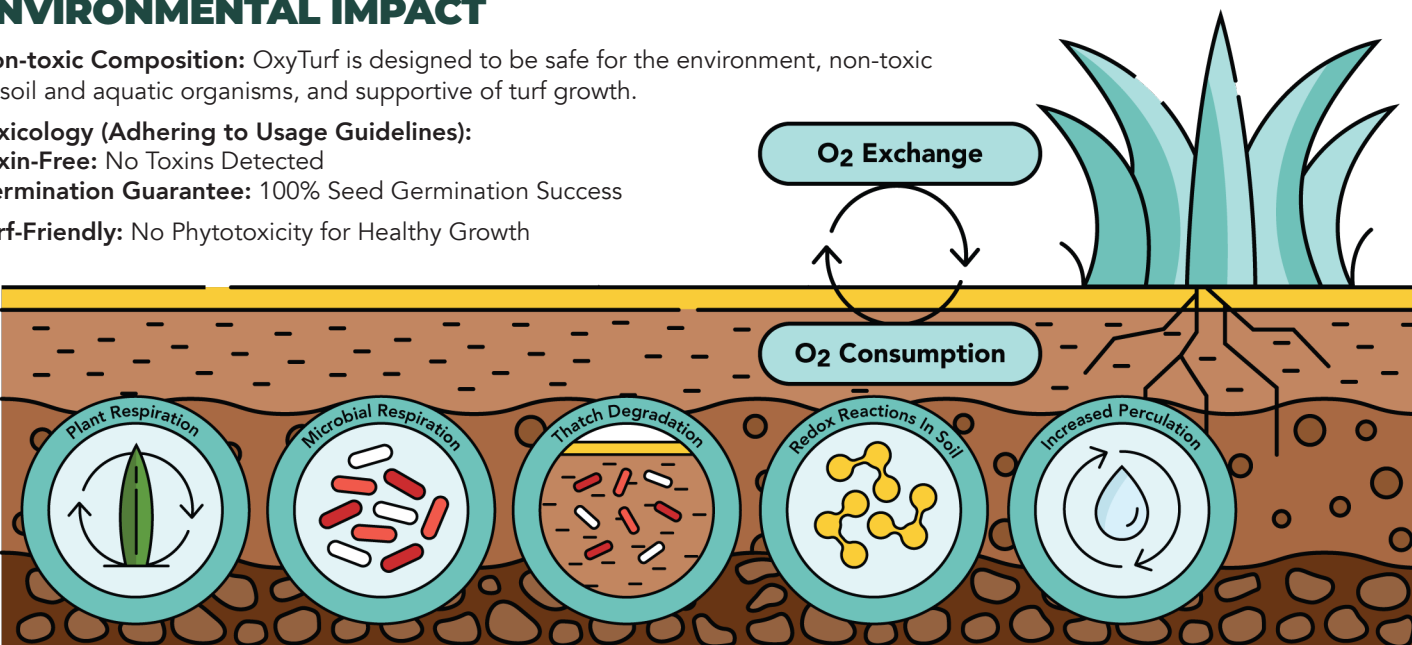 NVIRONMENTAL IMPACT
on-toxic Composition: OxyTurf is designed to be safe for the environment, non-toxic
soil and aquatic organisms, and supportive of turf growth.
xicology (Adhering to Usage Guidelines):
xin-Free: No Toxins Detected
ermination Guarantee: 100% Seed Germination Success
rf-Friendly: No Phytotoxicity for Healthy Growth
O2 Exchange
O2 Consumption
Plant Respiration
Microbial Respiration
Thatch Degradation
Redox Reactions In Soil
Increased Perculation